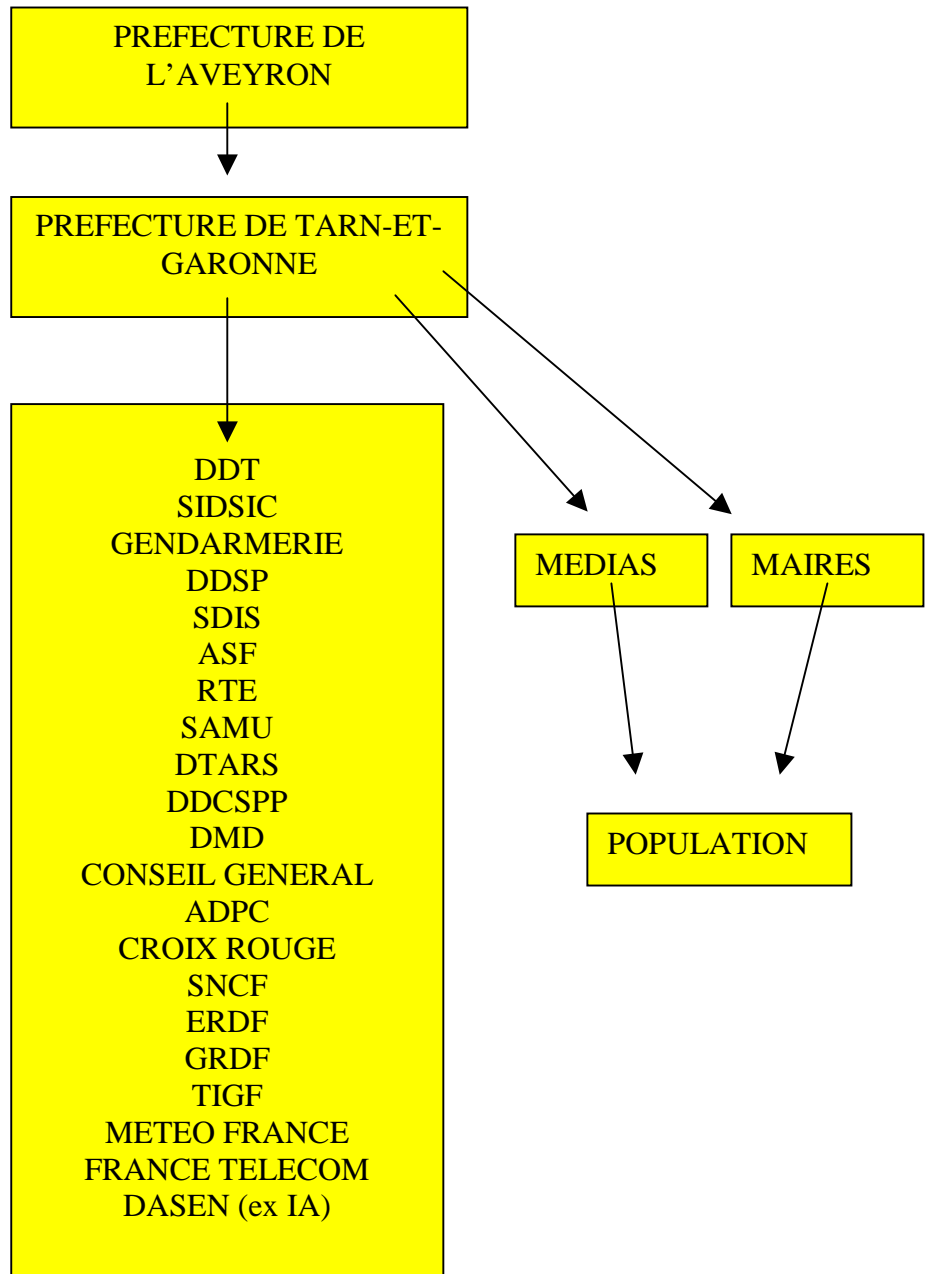 PREFECTURE DE
L'AVEYRON
PREFECTURE DE TARN-ET-
GARONNE
DDT
SIDSIC
GENDARMERIE
DDSP
SDIS
ASF
RTE
SAMU
DTARS
DDCSPP
DMD
CONSEIL GENERAL
ADPC
CROIX ROUGE
SNCF
ERDF
GRDF
TIGF
METEO FRANCE
FRANCE TELECOM
DASEN (ex IA)
MEDIAS
MAIRES
POPULATION